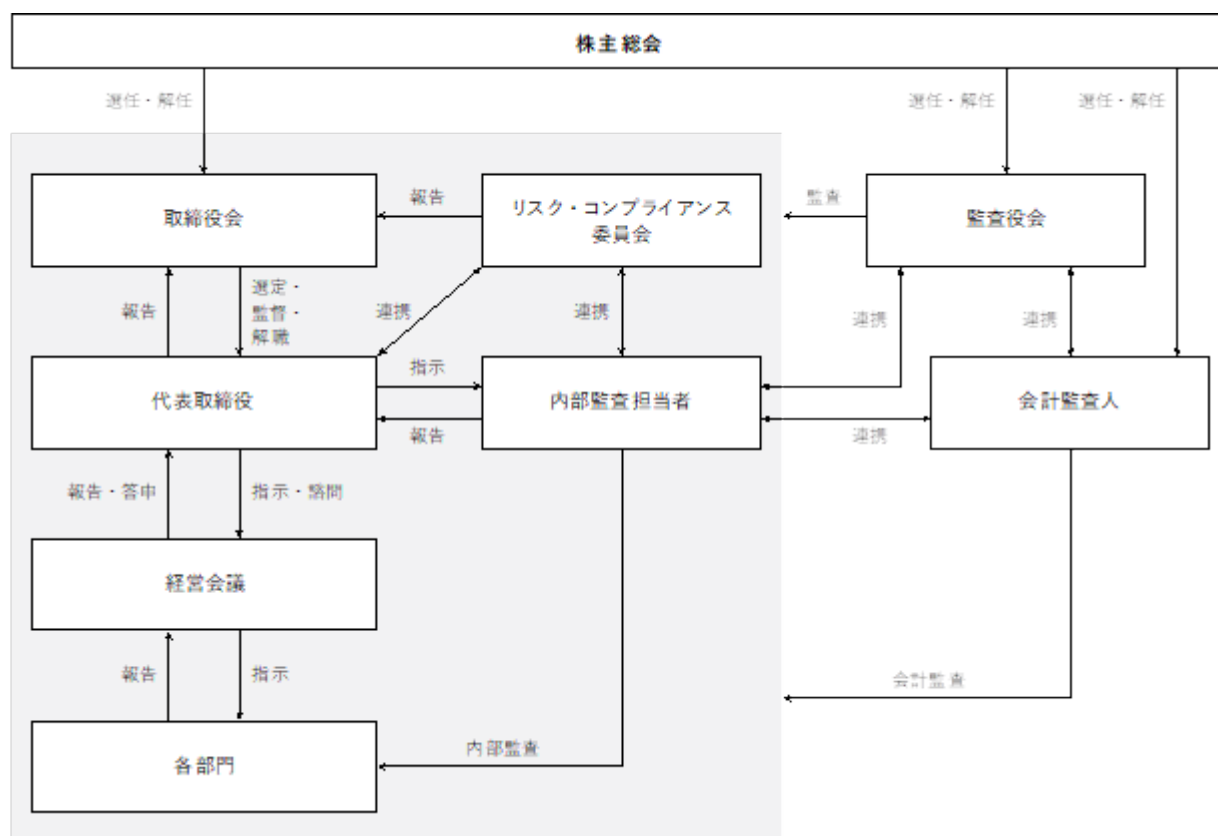 株主総会
選任・解任
選任・解任
選任・解任
取締役会
報告
リスク・コンプライアンス
委員会
監査
監査役会
報告
選定・
監督・
解職
連携
連携
連携
連携
代表取締役
指示
報告
内部監査担当者
連携
会計監査人
報告・答申
指示・諮問
経営会議
報告
指示
会計監査
各部門
内部監査